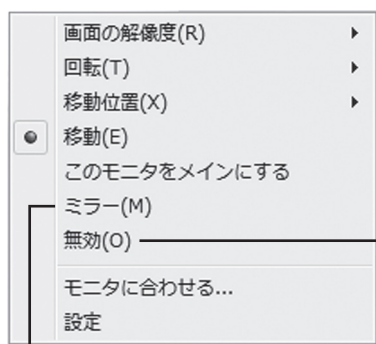 画面の解像度(R)
回転(T)
移動位置(X)
移動(E)
このモニタをメインにする
ミラー(M)
無効(O)
モニタに合わせる...
設定